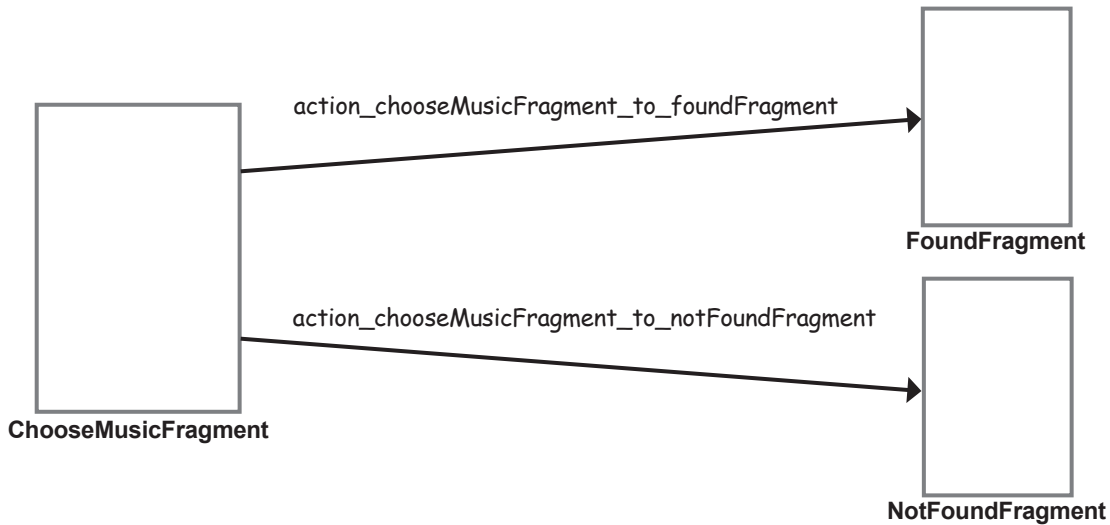 action_chooseMusicFragment_to_foundFragment
FoundFragment
action_chooseMusicFragment_to_notFoundFragment
ChooseMusicFragment
NotFoundFragment